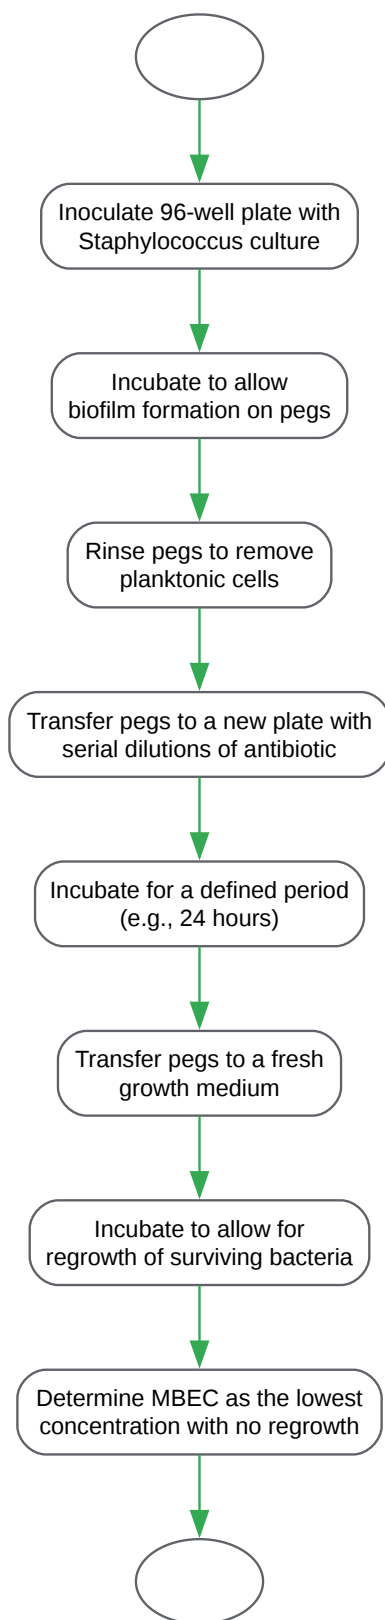 Inoculate 96-well plate with
Staphylococcus culture
Incubate to allow
biofilm formation on pegs
Rinse pegs to remove
planktonic cells
Transfer pegs to a new plate with
serial dilutions of antibiotic
Incubate for a defined period
(e.g., 24 hours)
Transfer pegs to a fresh
growth medium
Incubate to allow for
regrowth of surviving bacteria
Determine MBEC as the lowest
concentration with no regrowth